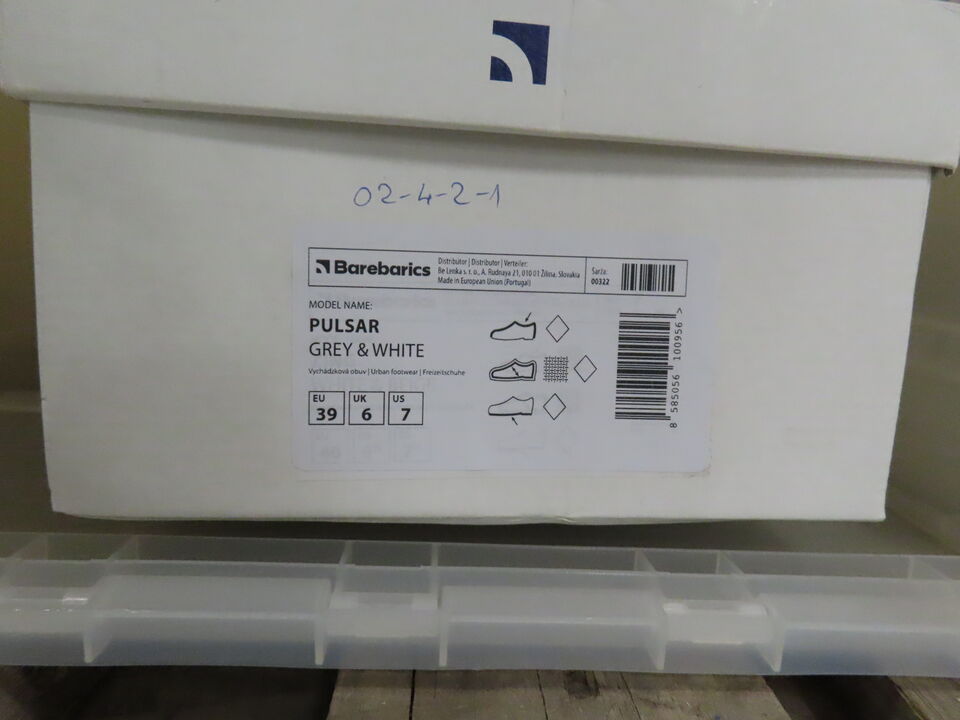 02-4-2-1
Barebarics
Distribútor | Distributor | Verteiler:
Be Lenka s. r. o., A. Rudnaya 21, 010 01 Žilina, Slovakia
Made in European Union (Portugal)
Šarža:
00322
MODEL NAME:
PULSAR
GREY & WHITE
Vychádzková obuv | Urban footwear | Freizeitschuhe
EU 39 UK 6 US 7
8 585056 100956 >